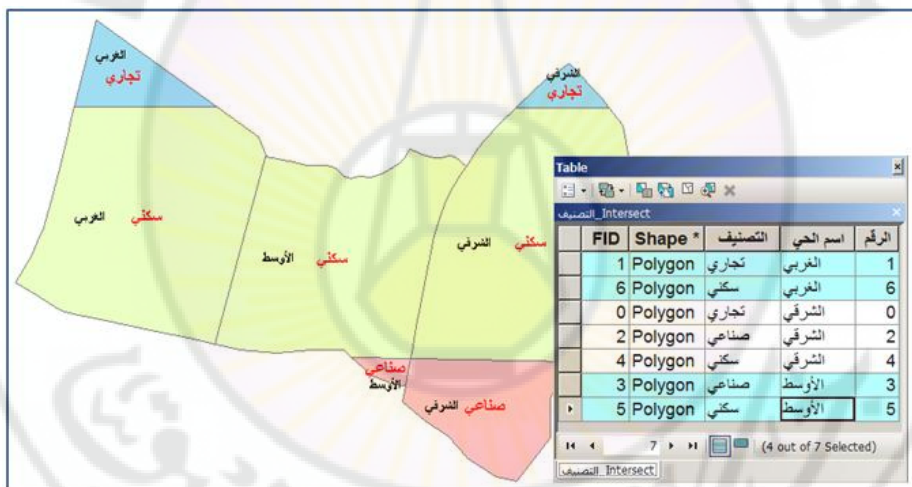 الغربي
تجاري
الشرقي
تجاري
سكني الغربي
سكني الأوسط
سكني الشرقي
صناعي
الأوسط
صناعي الشرقي
Table
التصنيف_Intersect
FID Shape * التصنيف اسم الحي الرقم
1 Polygon تجاري الغربي 1
6 Polygon سكني الغربي 6
0 Polygon تجاري الشرقي 0
2 Polygon صناعي الشرقي 2
4 Polygon سكني الشرقي 4
3 Polygon صناعي الأوسط 3
5 Polygon سكني الأوسط 5
7 (4 out of 7 Selected)
التصنيف_Intersect